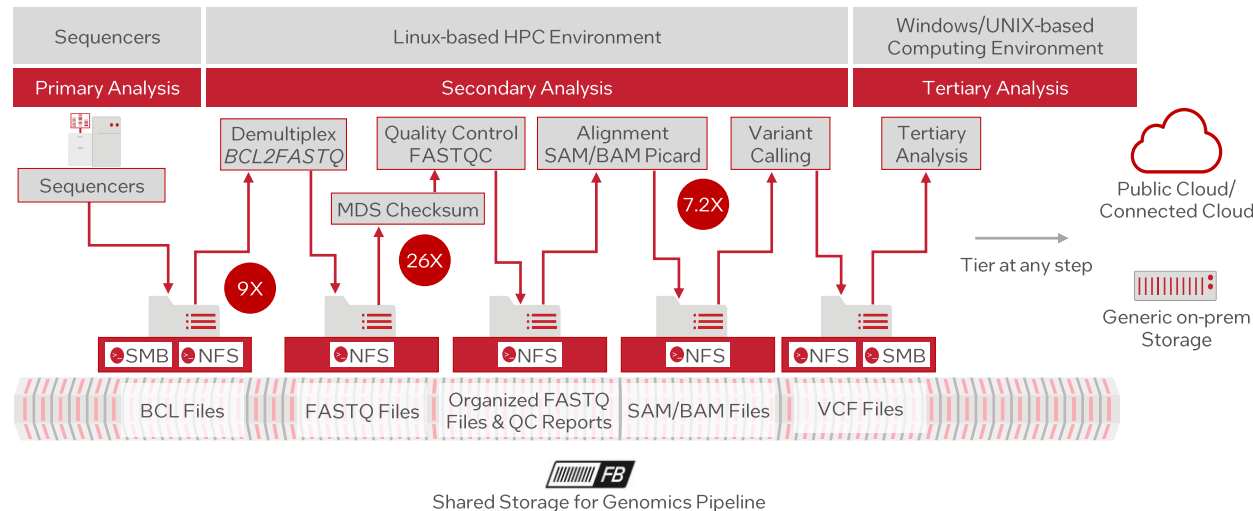 Sequencers
Linux-based HPC Environment
Windows/UNIX-based
Computing Environment
Primary Analysis
Secondary Analysis
Tertiary Analysis
Sequencers
Demultiplex
BCL2FASTQ
MDS Checksum
Quality Control
FASTQC
Alignment
SAM/BAM Picard
Variant
Calling
Tertiary
Analysis
9X
26X
7.2X
Public Cloud/
Connected Cloud
Tier at any step
Generic on-prem
Storage
>_ SMB
>_ NFS
>_ NFS
>_ NFS
>_ NFS
>_ NFS
>_ SMB
BCL Files
FASTQ Files
Organized FASTQ
Files & QC Reports
SAM/BAM Files
VCF Files
FB
Shared Storage for Genomics Pipeline